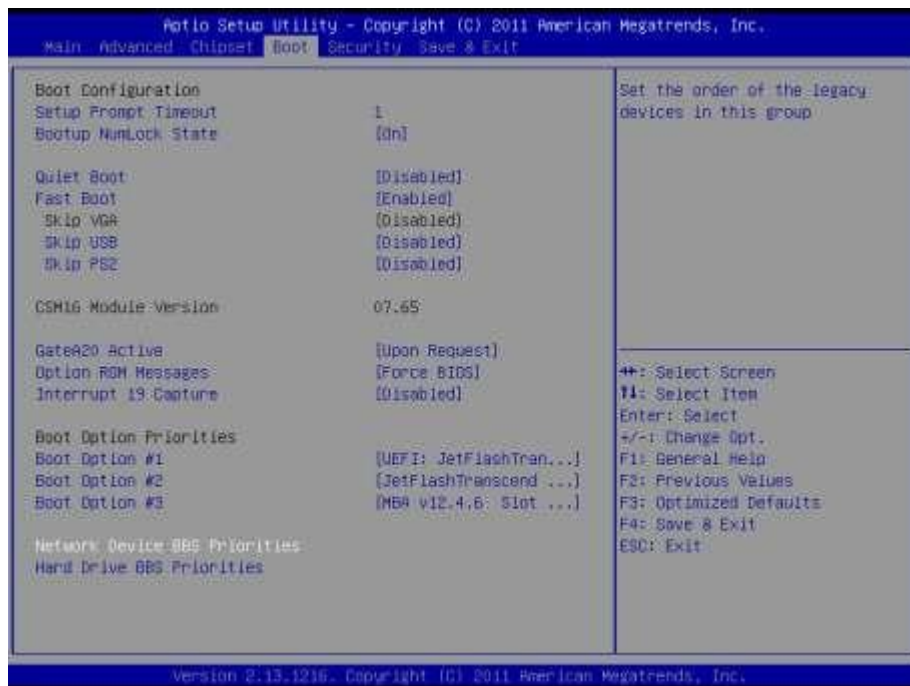 Aptio Setup Utility - Copyright (C) 2011 American Megatrends, Inc.
Main Advanced Chipset Boot Security Save & Exit
Boot Configuration
Setup Prompt Timeout 1
Bootup NumLock State [On]
Quiet Boot [Disabled]
Fast Boot [Enabled]
Skip VGA [Disabled]
Skip USB [Disabled]
Skip PS2 [Disabled]
CSM16 Module Version 07.65
GateA20 Active [Upon Request]
Option ROM Messages [Force BIOS]
Interrupt 19 Capture [Disabled]
Boot Option Priorities
Boot Option #1 [UEFI: JetFlashTran...]
Boot Option #2 [JetFlashTranscend ...]
Boot Option #3 [MBA v12.4.6 Slot ...]
Network Device BBS Priorities
Hard Drive BBS Priorities
Set the order of the legacy
devices in this group
→←: Select Screen
↑↓: Select Item
Enter: Select
+/-: Change Opt.
F1: General Help
F2: Previous Values
F3: Optimized Defaults
F4: Save & Exit
ESC: Exit
Version 2.13.1216. Copyright (C) 2011 American Megatrends, Inc.